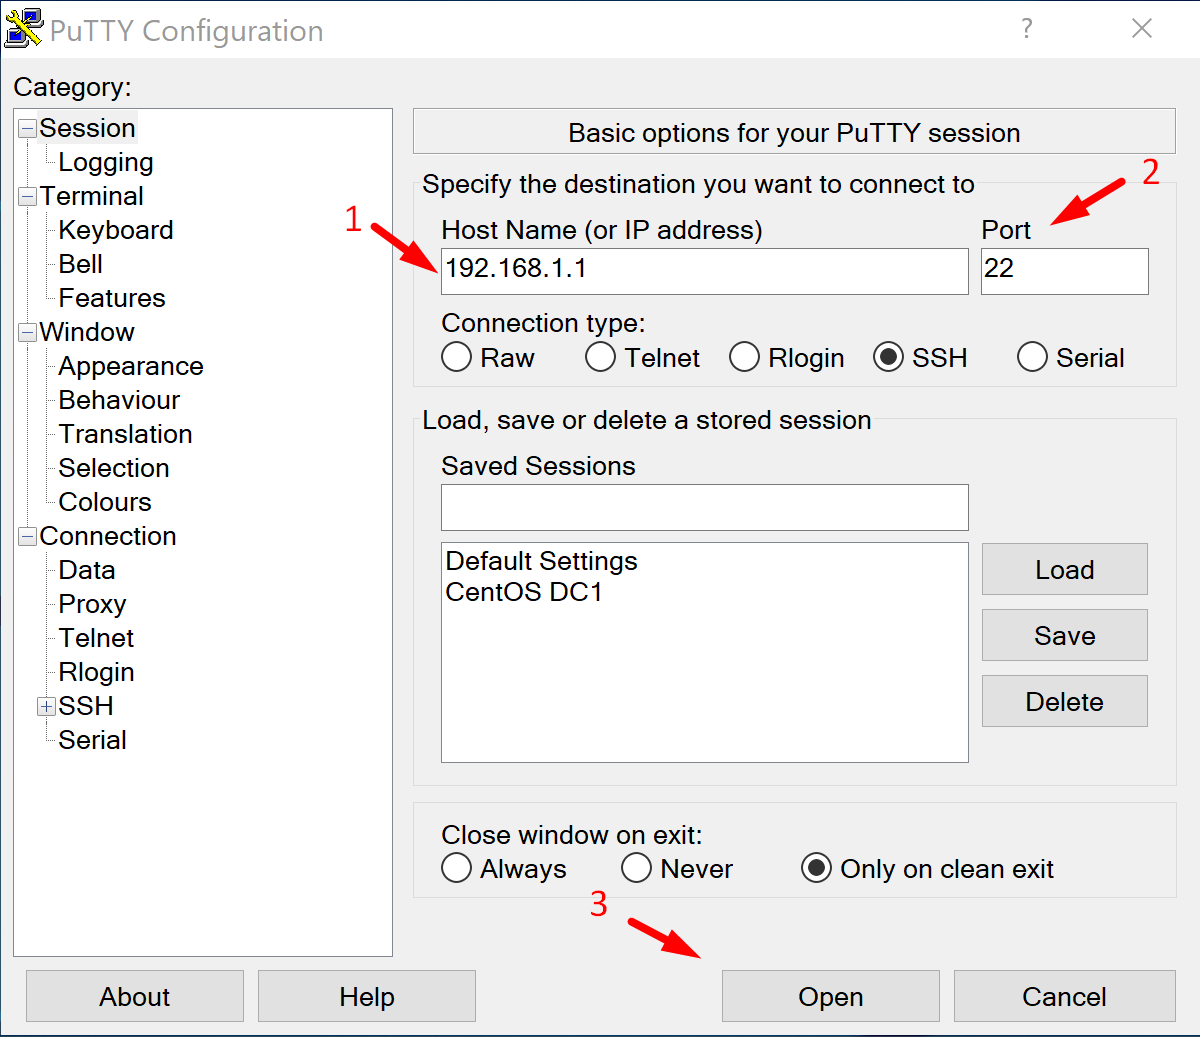 PuTTY Configuration
?
Category:
Session
Logging
Terminal
Keyboard
Bell
Features
Window
Appearance
Behaviour
Translation
Selection
Colours
Connection
Data
Proxy
Telnet
Rlogin
SSH
Serial
Basic options for your PuTTY session
Specify the destination you want to connect to
2
1
Host Name (or IP address) Port
192.168.1.1 22
Connection type:
Raw Telnet Rlogin SSH Serial
Load, save or delete a stored session
Saved Sessions
Default Settings
CentOS DC1
Load
Save
Delete
Close window on exit:
Always Never Only on clean exit
3
About Help Open Cancel